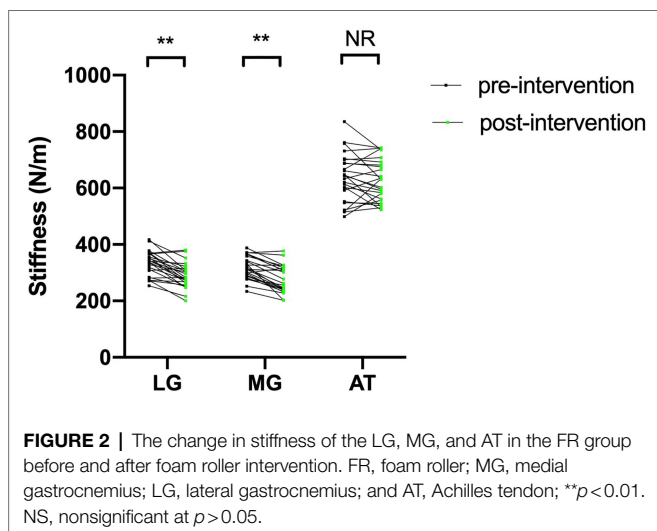 ** ** NR
1000
800
600
400
200
0
Stiffness (N/m)
LG MG AT
pre-intervention
post-intervention
FIGURE 2 | The change in stiffness of the LG, MG, and AT in the FR group
before and after foam roller intervention. FR, foam roller; MG, medial
gastrocnemius; LG, lateral gastrocnemius; and AT, Achilles tendon; **p<0.01.
NS, nonsignificant at p>0.05.